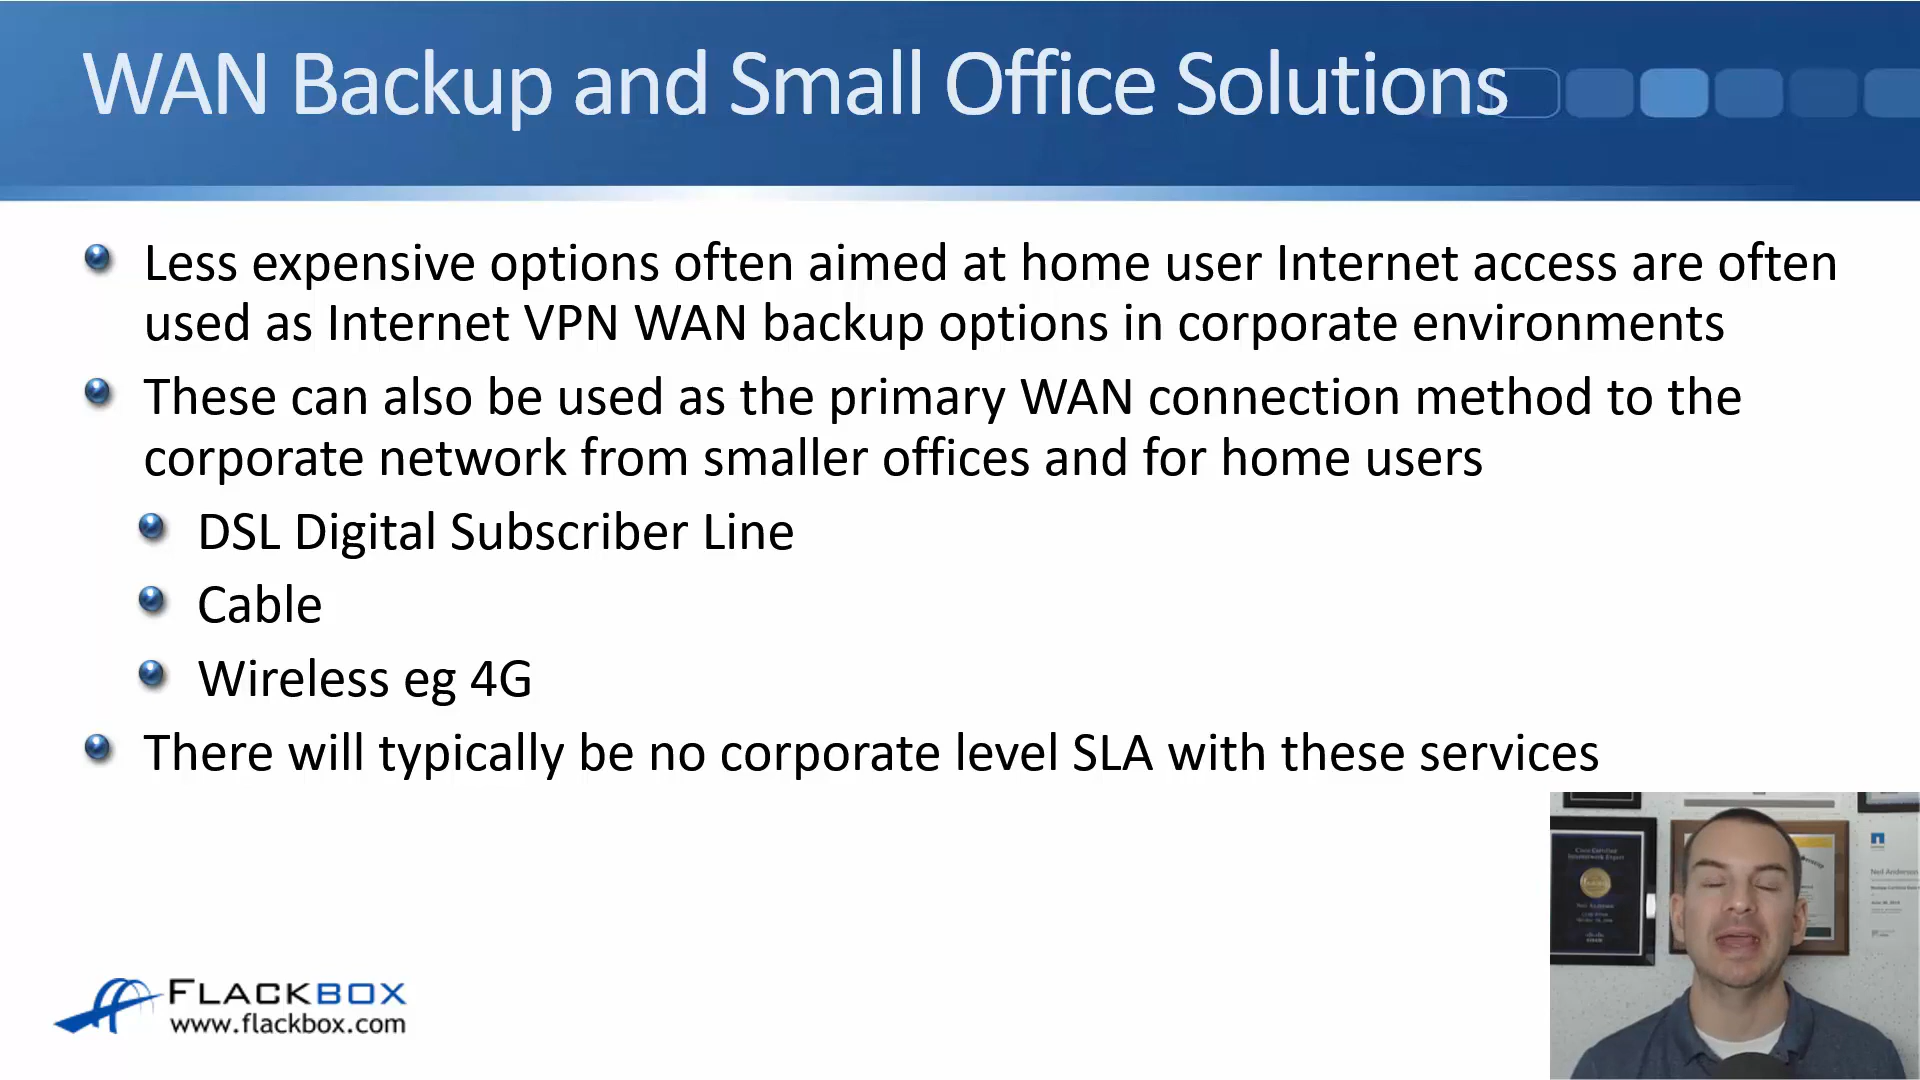 WAN Backup and Small Office Solutions
Less expensive options often aimed at home user Internet access are often
used as Internet VPN WAN backup options in corporate environments
These can also be used as the primary WAN connection method to the
corporate network from smaller offices and for home users
DSL Digital Subscriber Line
Cable
Wireless eg 4G
There will typically be no corporate level SLA with these services
FLACKBOX
www.flackbox.com
Neil Anderson